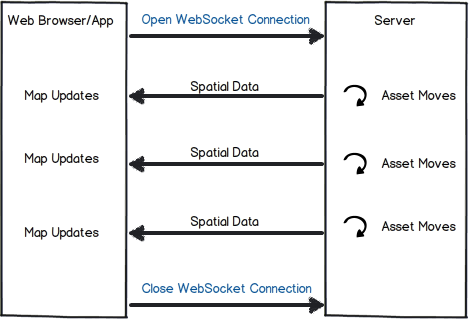 Web Browser/App
Open WebSocket Connection
Server
Map Updates
Spatial Data
Asset Moves
Map Updates
Spatial Data
Asset Moves
Map Updates
Spatial Data
Asset Moves
Close WebSocket Connection